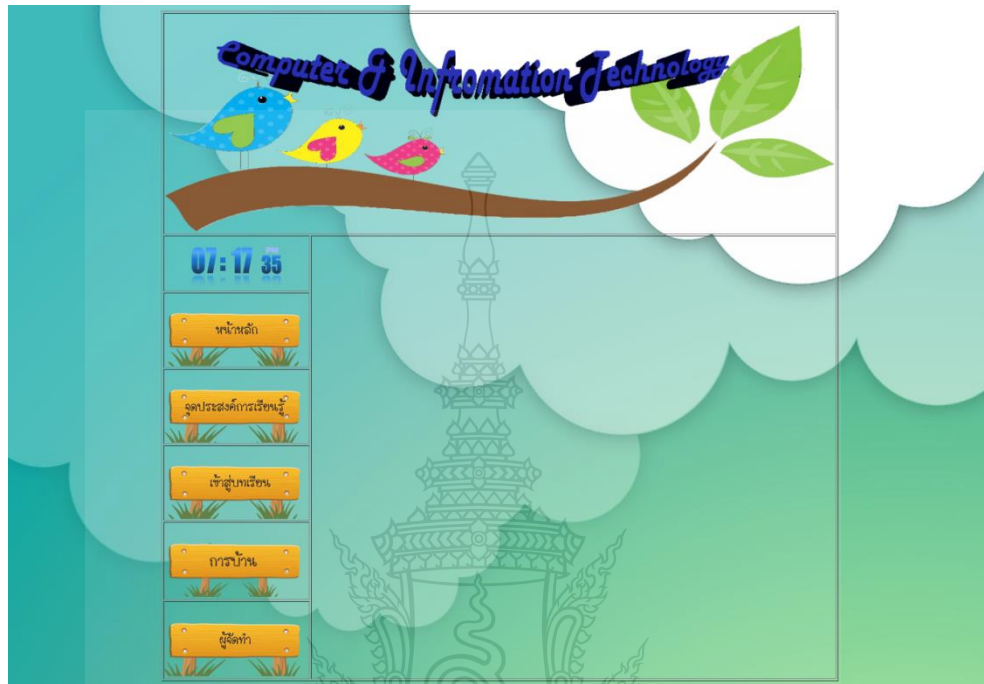 Computer & Infromation Technology
07:17 35
หน้าหลัก
จุดประสงค์การเรียนรู้
เข้าสู่บทเรียน
การบ้าน
ผู้จัดทำ